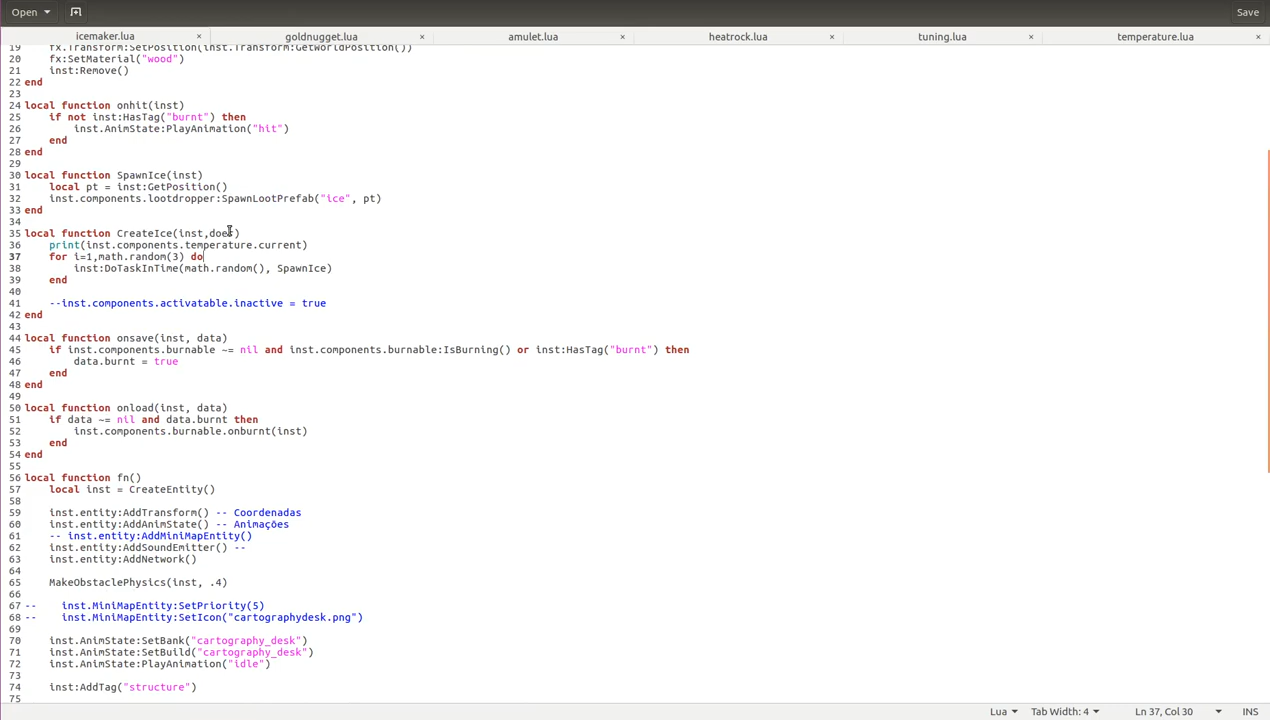 Open
Save
icemaker.lua × goldnugget.lua × amulet.lua × heatrock.lua × tuning.lua × temperature.lua ×
19 fx.Transform:SetPosition(inst.Transform:GetWorldPosition())
20 fx:SetMaterial("wood")
21 inst:Remove()
22 end
23
24 local function onhit(inst)
25 if not inst:HasTag("burnt") then
26 inst.AnimState:PlayAnimation("hit")
27 end
28 end
29
30 local function SpawnIce(inst)
31 local pt = inst:GetPosition()
32 inst.components.lootdropper:SpawnLootPrefab("ice", pt)
33 end
34
35 local function CreateIce(inst,doer)
36 print(inst.components.temperature.current)
37 for i=1,math.random(3) do
38 inst:DoTaskInTime(math.random(), SpawnIce)
39 end
40
41 --inst.components.activatable.inactive = true
42 end
43
44 local function onsave(inst, data)
45 if inst.components.burnable ~= nil and inst.components.burnable:IsBurning() or inst:HasTag("burnt") then
46 data.burnt = true
47 end
48 end
49
50 local function onload(inst, data)
51 if data ~= nil and data.burnt then
52 inst.components.burnable.onburnt(inst)
53 end
54 end
55
56 local function fn()
57 local inst = CreateEntity()
58
59 inst.entity:AddTransform() -- Coordenadas
60 inst.entity:AddAnimState() -- Animações
61 -- inst.entity:AddMiniMapEntity()
62 inst.entity:AddSoundEmitter() --
63 inst.entity:AddNetwork()
64
65 MakeObstaclePhysics(inst, .4)
66
67 -- inst.MiniMapEntity:SetPriority(5)
68 -- inst.MiniMapEntity:SetIcon("cartographydesk.png")
69
70 inst.AnimState:SetBank("cartography_desk")
71 inst.AnimState:SetBuild("cartography_desk")
72 inst.AnimState:PlayAnimation("idle")
73
74 inst:AddTag("structure")
75
Lua Tab Width: 4 Ln 37, Col 30 INS